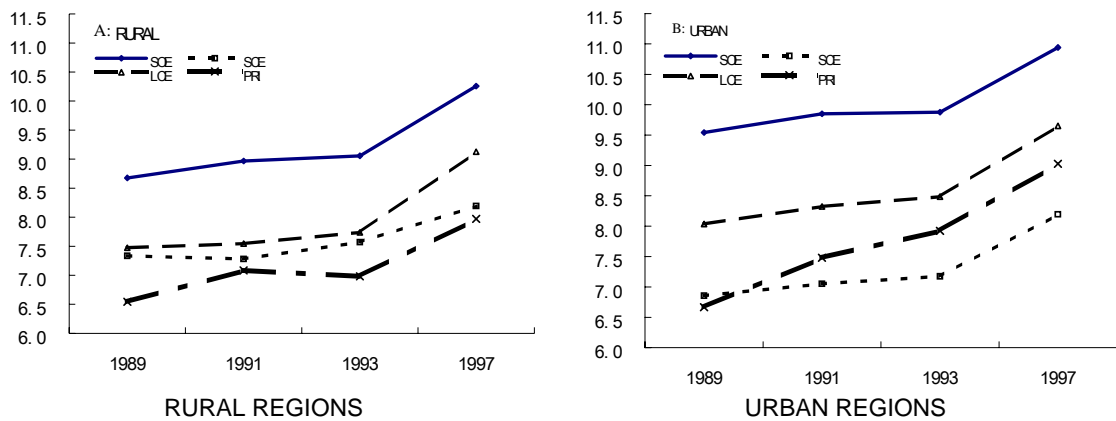 11.5
11.0
10.5
10.0
9.5
9.0
8.5
8.0
7.5
7.0
6.5
6.0
A: RURAL
SOE SCE
LCE PRI
1989 1991 1993 1997
RURAL REGIONS
11.5
11.0
10.5
10.0
9.5
9.0
8.5
8.0
7.5
7.0
6.5
6.0
B: URBAN
SOE SCE
LCE PRI
1989 1991 1993 1997
URBAN REGIONS